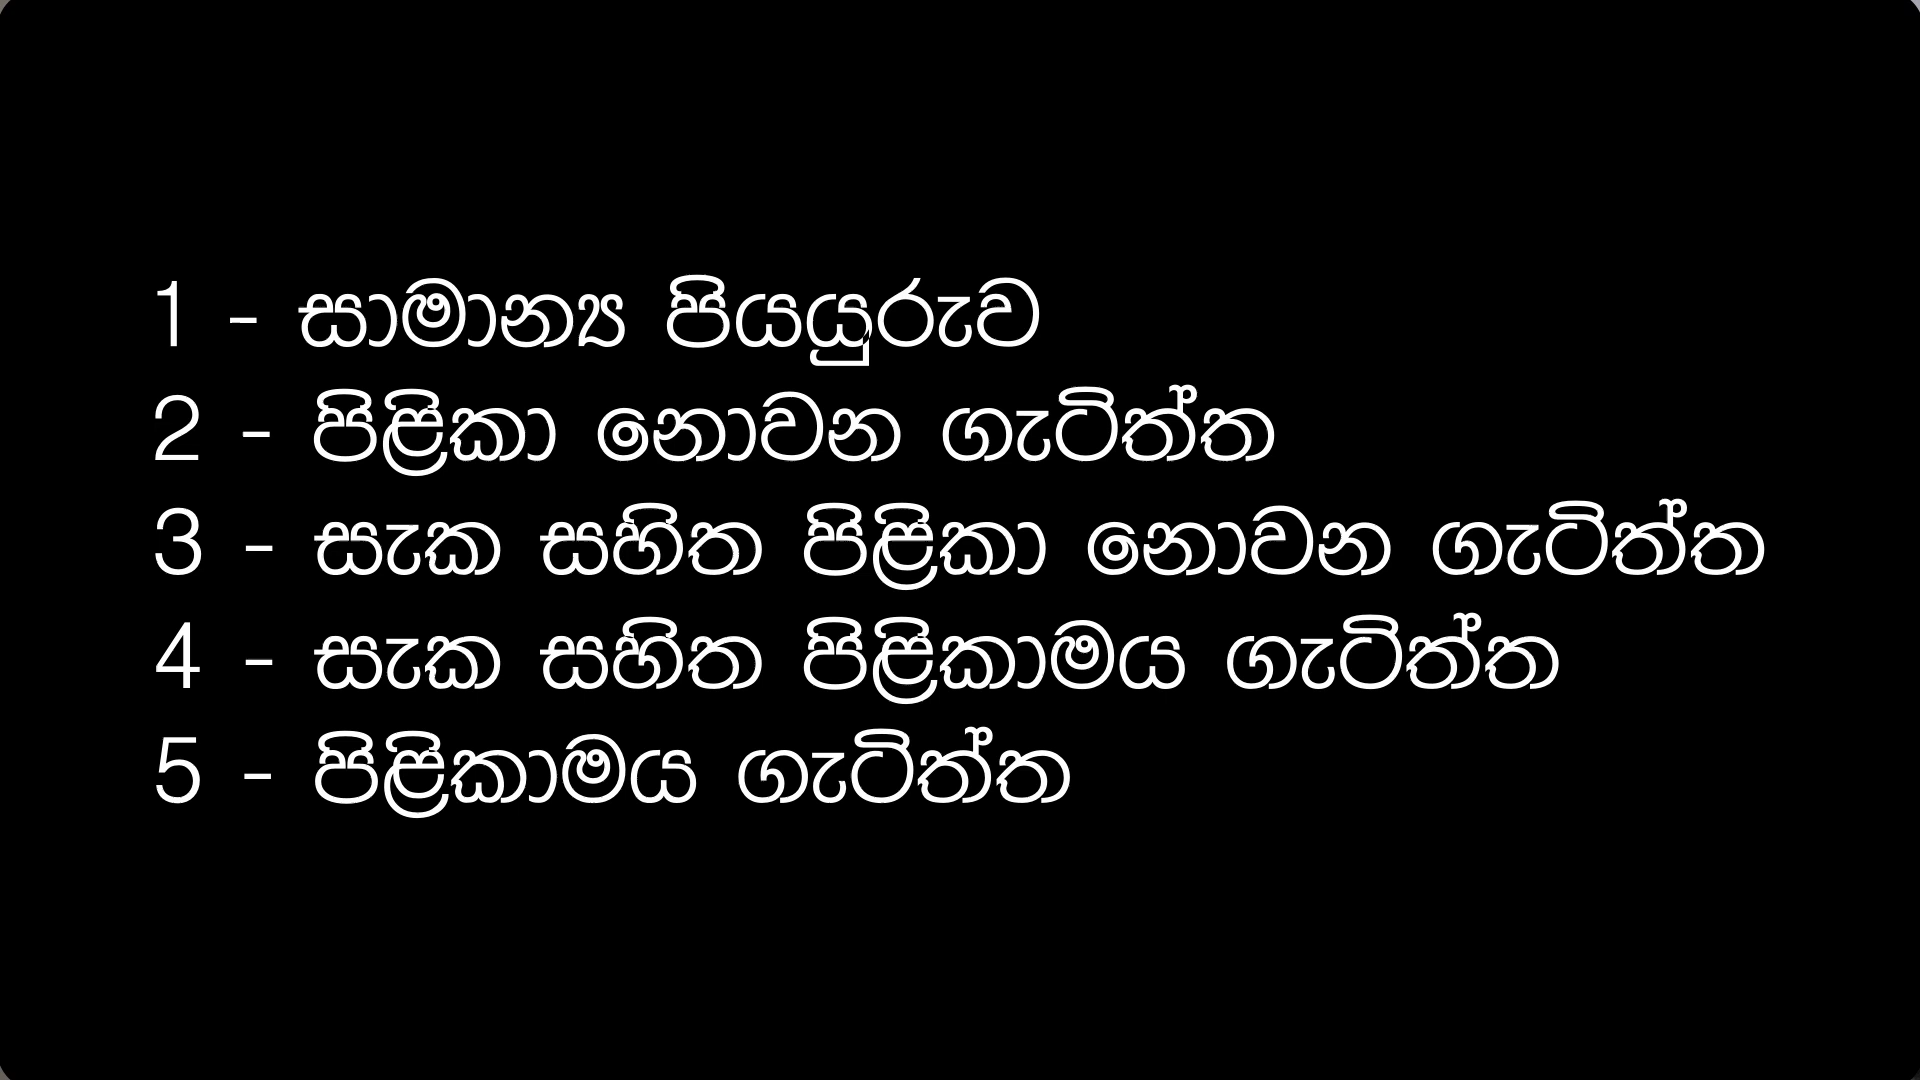 1 - සාමාන්‍ය පියයුරුව
2 - පිළිකා නොවන ගැටිත්ත
3 - සැක සහිත පිළිකා නොවන ගැටිත්ත
4 - සැක සහිත පිළිකාමය ගැටිත්ත
5 - පිළිකාමය ගැටිත්ත